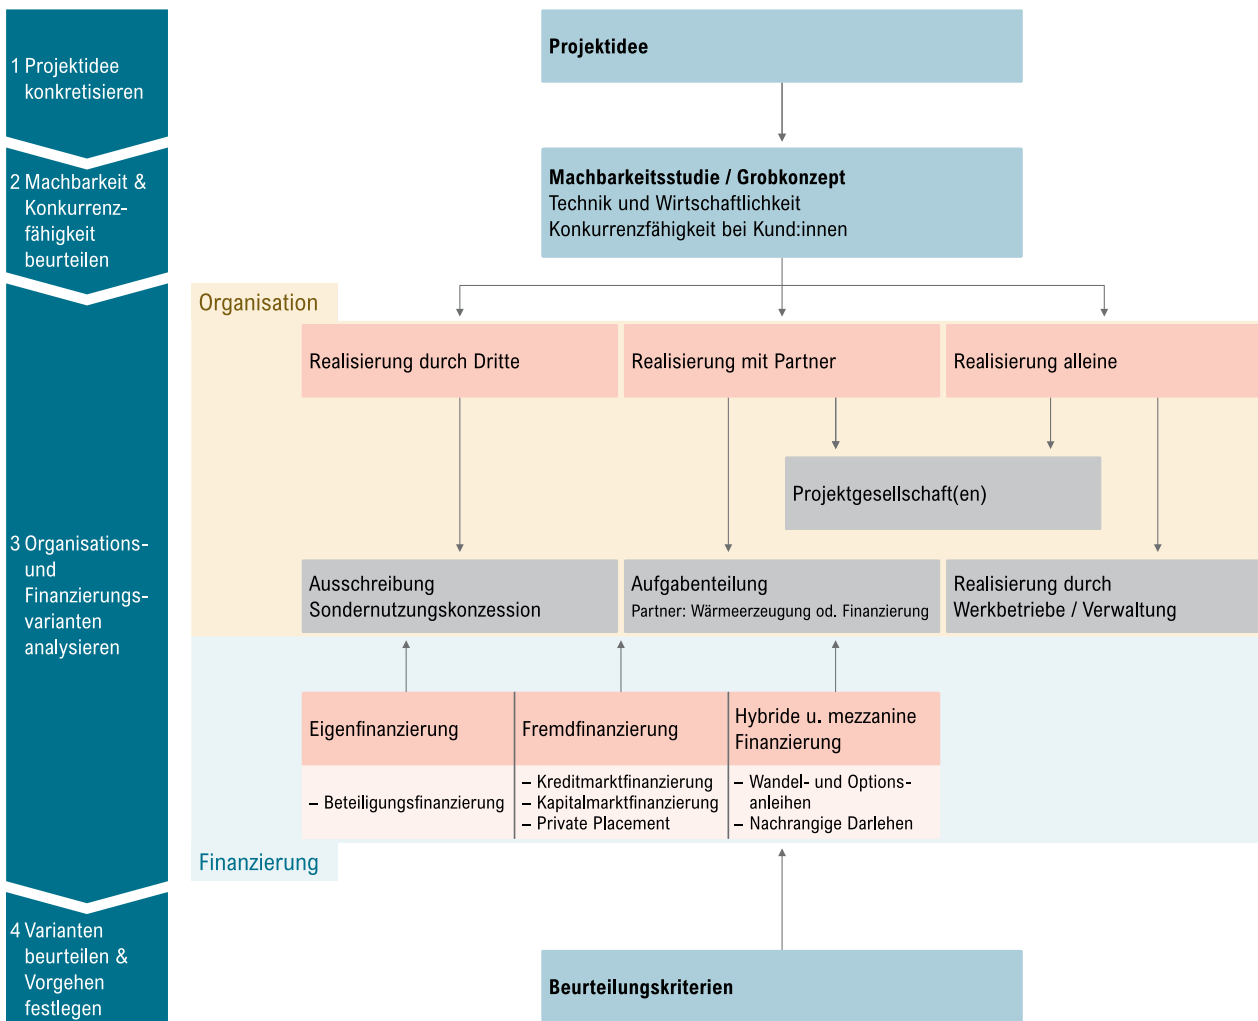 1 Projektidee
konkretisieren
2 Machbarkeit &
Konkurrenz-
fähigkeit
beurteilen
3 Organisations-
und
Finanzierungs-
varianten
analysieren
4 Varianten
beurteilen &
Vorgehen
festlegen
Projektidee
Machbarkeitsstudie / Grobkonzept
Technik und Wirtschaftlichkeit
Konkurrenzfähigkeit bei Kund:innen
Organisation
Realisierung durch Dritte
Realisierung mit Partner
Realisierung alleine
Projektgesellschaft(en)
Ausschreibung
Sondernutzungskonzession
Aufgabenteilung
Partner: Wärmeerzeugung od. Finanzierung
Realisierung durch
Werkbetriebe / Verwaltung
Eigenfinanzierung
– Beteiligungsfinanzierung
Fremdfinanzierung
– Kreditmarktfinanzierung
– Kapitalmarktfinanzierung
– Private Placement
Hybride u. mezzanine
Finanzierung
– Wandel- und Options-
anleihen
– Nachrangige Darlehen
Finanzierung
Beurteilungskriterien